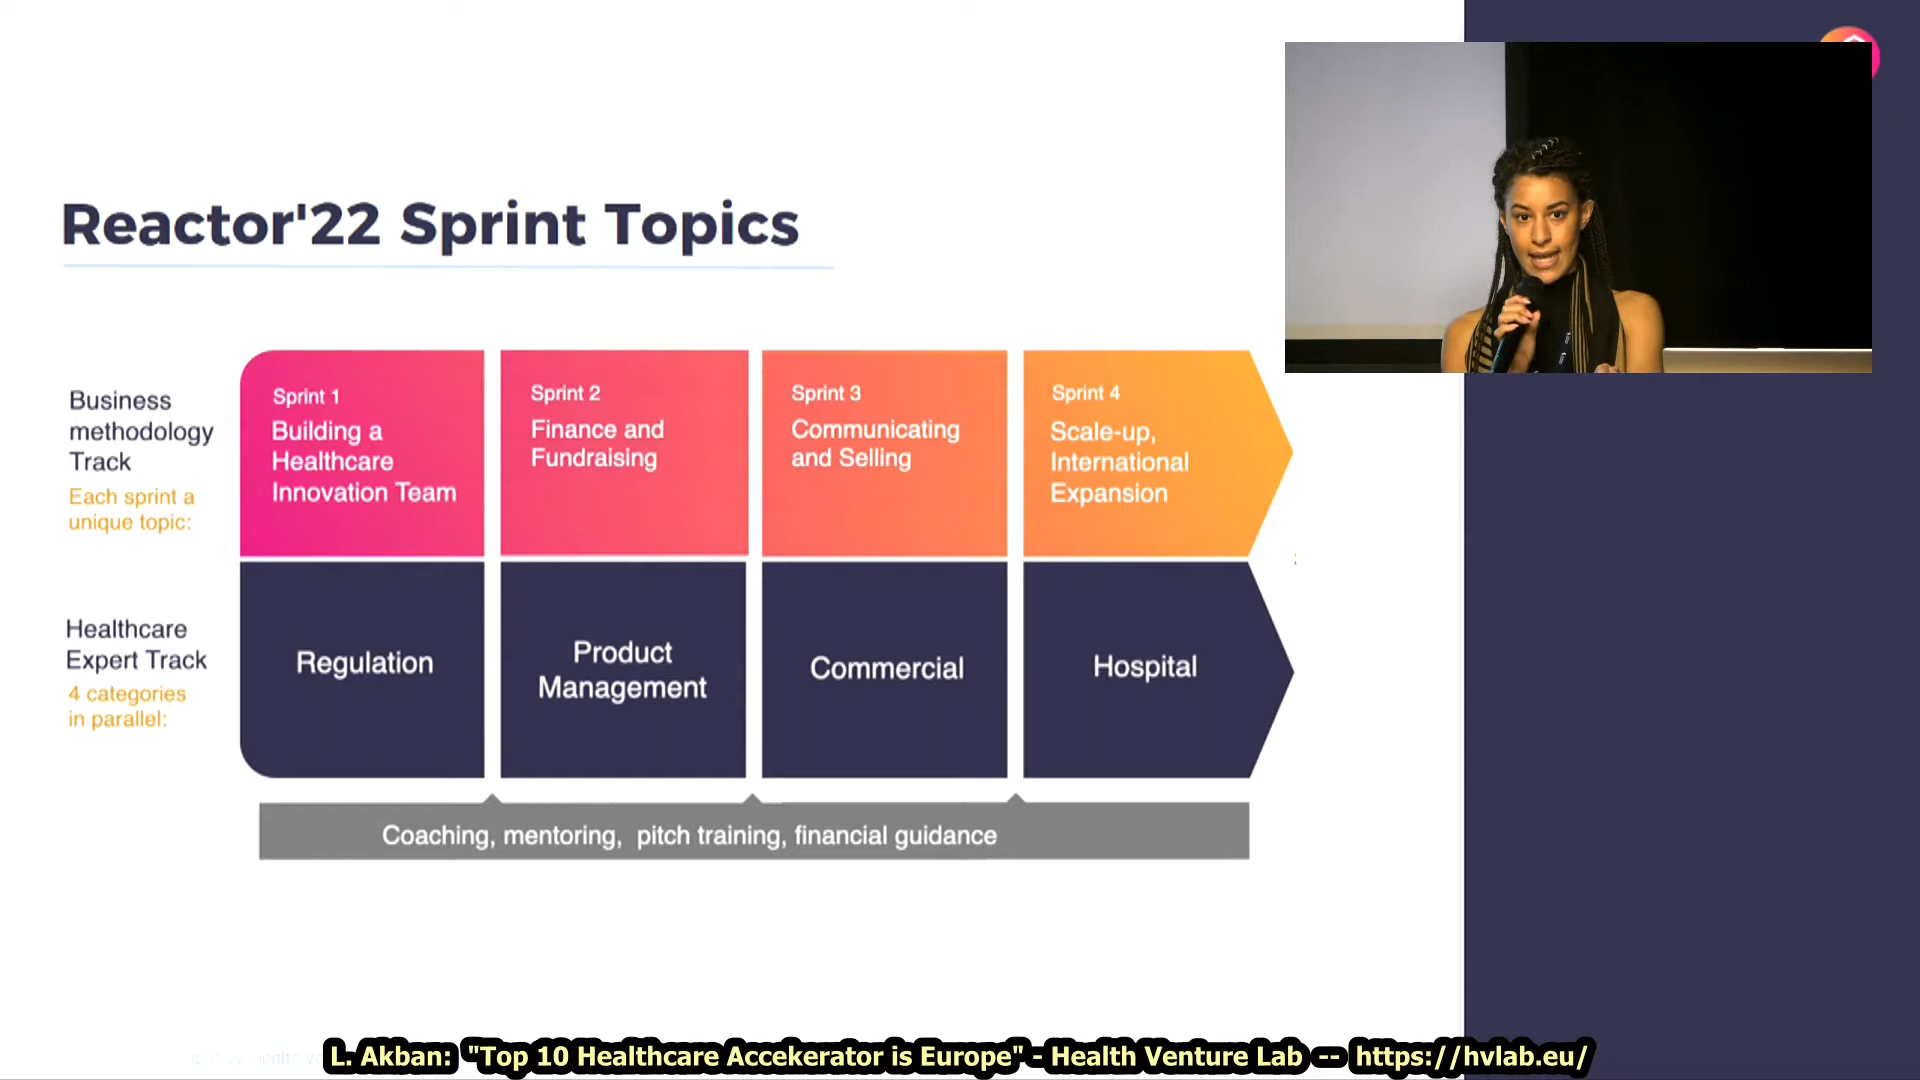 Reactor'22 Sprint Topics
Business
methodology
Track
Each sprint a
unique topic:
Sprint 1
Building a
Healthcare
Innovation Team
Sprint 2
Finance and
Fundraising
Sprint 3
Communicating
and Selling
Sprint 4
Scale-up,
International
Expansion
Healthcare
Expert Track
4 categories
in parallel:
Regulation
Product
Management
Commercial
Hospital
Coaching, mentoring, pitch training, financial guidance
L. Akban: "Top 10 Healthcare Accekerator is Europe" - Health Venture Lab -- https://hvlab.eu/